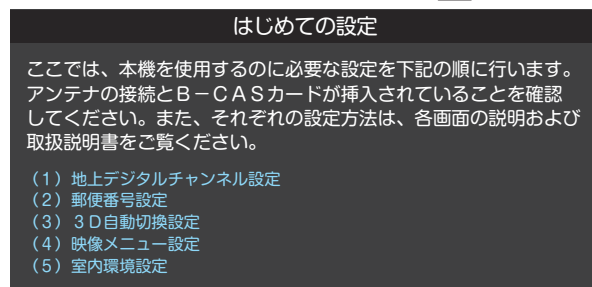 はじめての設定
ここでは、本機を使用するのに必要な設定を下記の順に行います。
アンテナの接続とB－CASカードが挿入されていることを確認
してください。また、それぞれの設定方法は、各画面の説明および
取扱説明書をご覧ください。
（1）地上デジタルチャンネル設定
（2）郵便番号設定
（3）３Ｄ自動切換設定
（4）映像メニュー設定
（5）室内環境設定